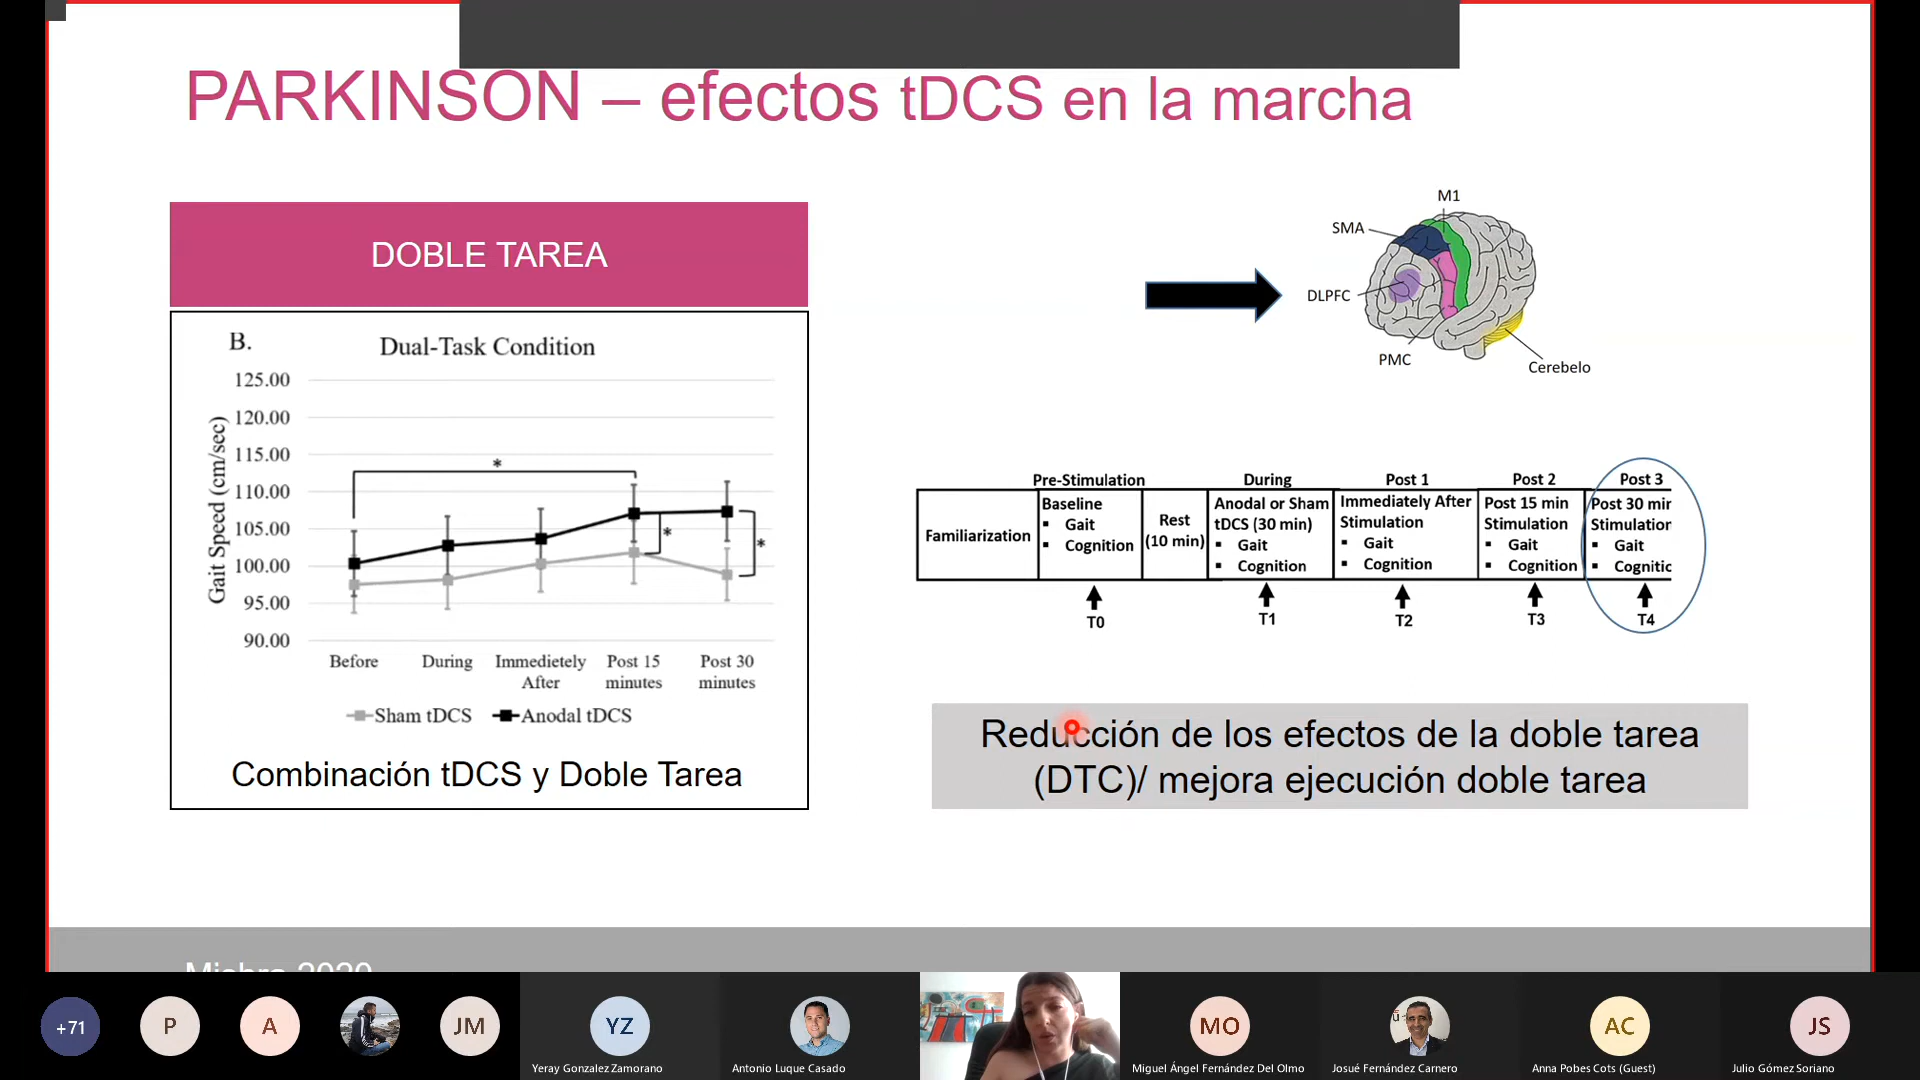 PARKINSON – efectos tDCS en la marcha
DOBLE TAREA
B.
Dual-Task Condition
125.00
120.00
115.00
110.00
105.00
100.00
95.00
90.00
Gait Speed (cm/sec)
*
*
*
Before
During
Immedietely After
Post 15 minutes
Post 30 minutes
Sham tDCS
Anodal tDCS
Combinación tDCS y Doble Tarea
M1
SMA
DLPFC
PMC
Cerebelo
Pre-Stimulation
During
Post 1
Post 2
Post 3
Familiarization
Baseline
▪ Gait
▪ Cognition
Rest
(10 min)
Anodal or Sham
tDCS (30 min)
▪ Gait
▪ Cognition
Immediately After
Stimulation
▪ Gait
▪ Cognition
Post 15 min
Stimulation
▪ Gait
▪ Cognition
Post 30 mir
Stimulatior
▪ Gait
▪ Cognitic
T0
T1
T2
T3
T4
Reducción de los efectos de la doble tarea
(DTC)/ mejora ejecución doble tarea
+71
P
A
JM
YZ
Yeray Gonzalez Zamorano
Antonio Luque Casado
MO
Miguel Ángel Fernández Del Olmo
Josué Fernández Carnero
AC
Anna Pobes Cots (Guest)
JS
Julio Gómez Soriano